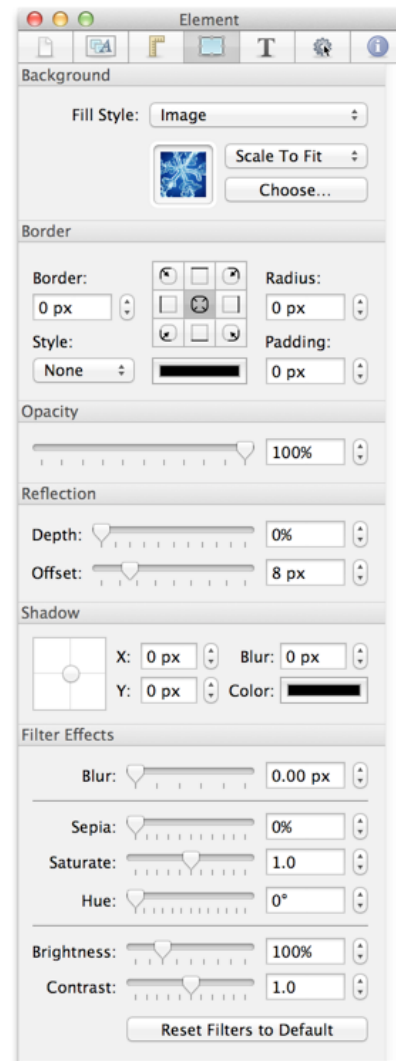 Element
A T i
Background
Fill Style: Image
Scale To Fit
Choose...
Border
Border: Radius:
0 px 0 px
Style: Padding:
None 0 px
Opacity
100%
Reflection
Depth: 0%
Offset: 8 px
Shadow
X: 0 px Blur: 0 px
Y: 0 px Color:
Filter Effects
Blur: 0.00 px
Sepia: 0%
Saturate: 1.0
Hue: 0°
Brightness: 100%
Contrast: 1.0
Reset Filters to Default